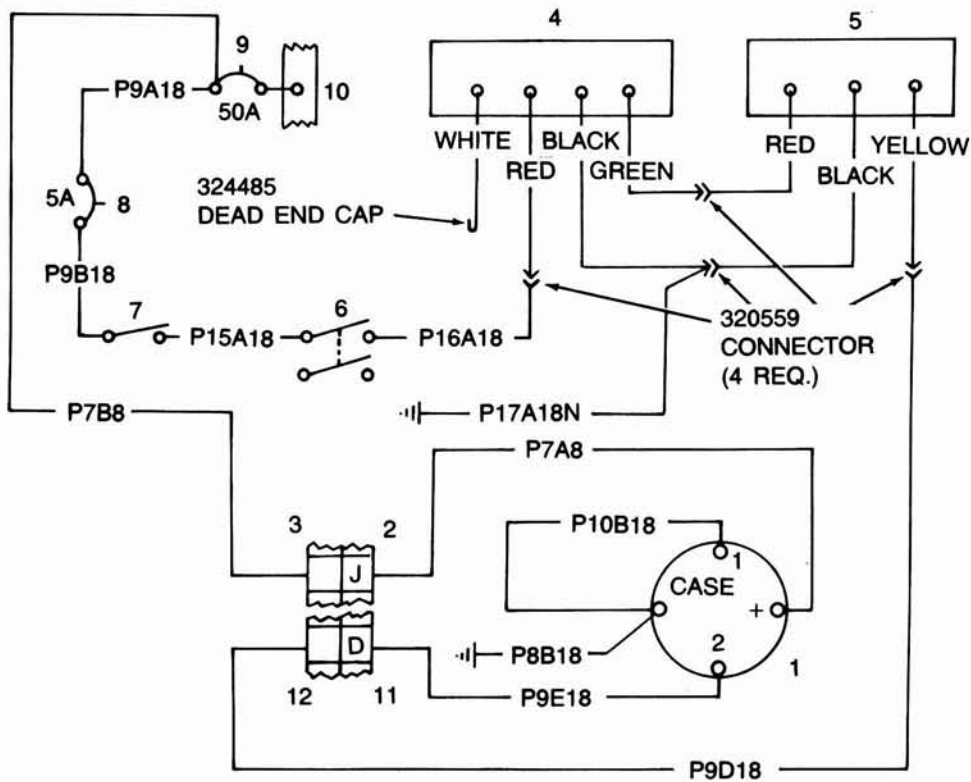 4
5
9
P9A18
50A
10
WHITE
RED
BLACK
GREEN
RED
BLACK
YELLOW
5A
8
324485
DEAD END CAP
P9B18
7
P15A18
6
P16A18
320559
CONNECTOR
(4 REQ.)
P17A18N
P7B8
P7A8
3
2
P10B18
J
1
CASE
+
D
P8B18
2
1
12
11
P9E18
P9D18